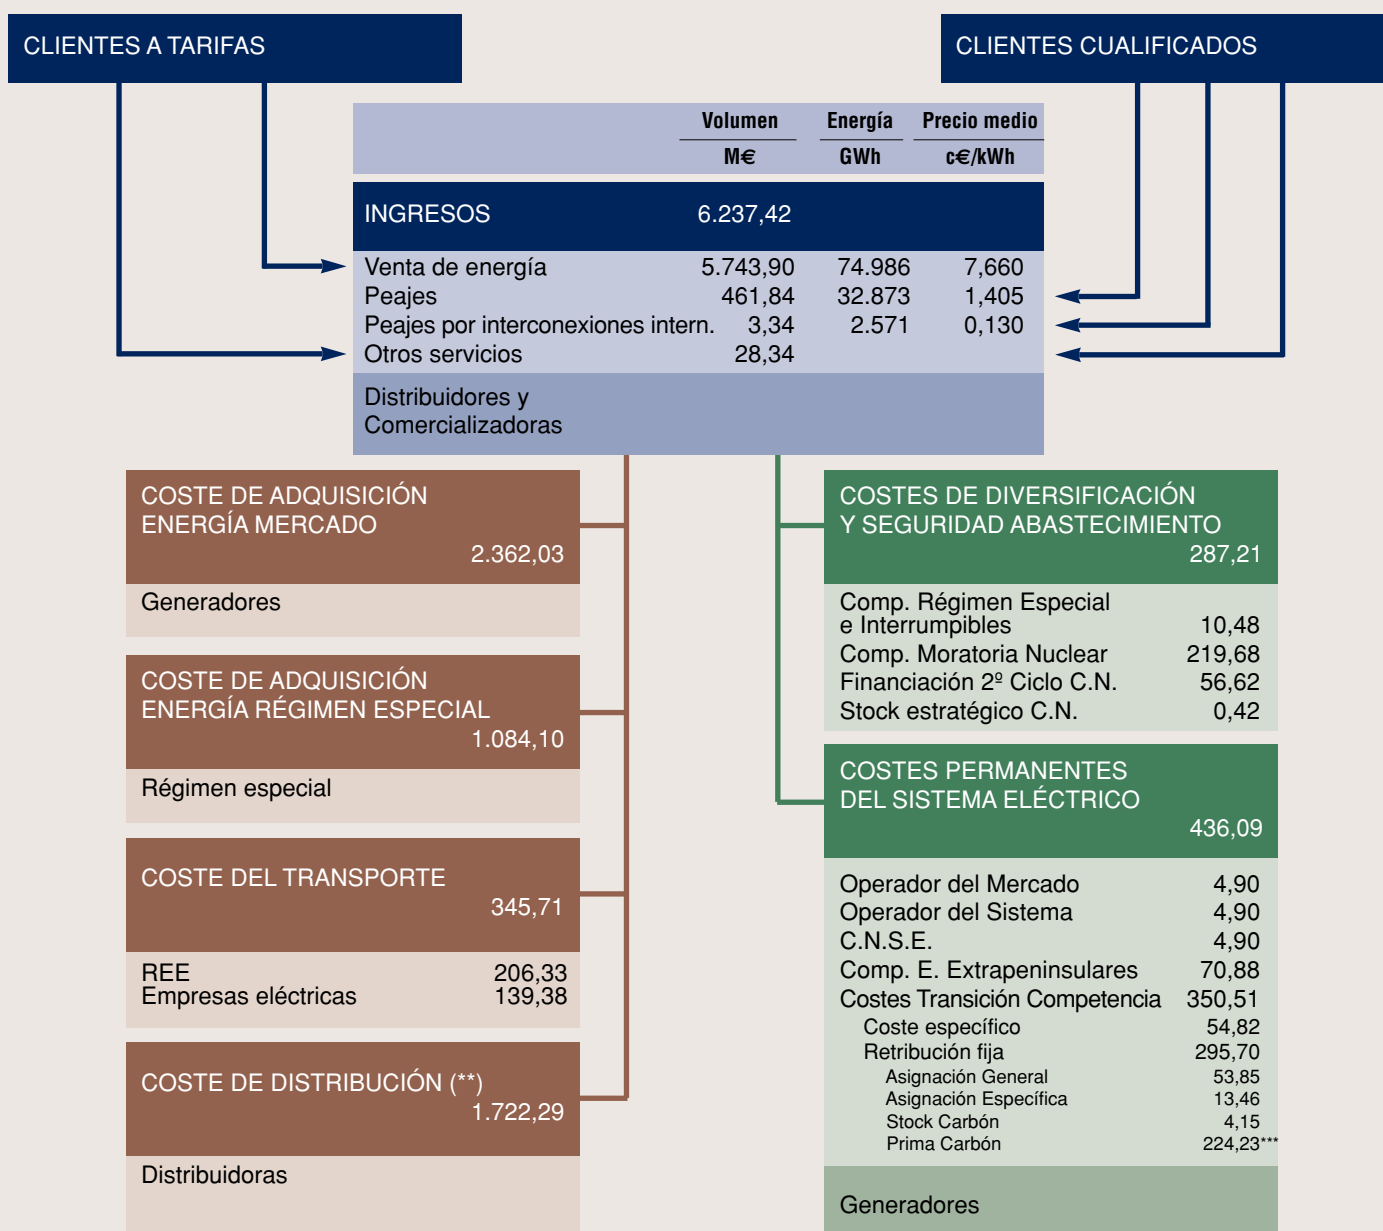 CLIENTES A TARIFAS
CLIENTES CUALIFICADOS
Volumen Energía Precio medio
M€ GWh c€/kWh
INGRESOS 6.237,42
Venta de energía 5.743,90 74.986 7,660
Peajes 461,84 32.873 1,405
Peajes por interconexiones intern. 3,34 2.571 0,130
Otros servicios 28,34
Distribuidores y
Comercializadoras
COSTE DE ADQUISICIÓN
ENERGÍA MERCADO
2.362,03
Generadores
COSTE DE ADQUISICIÓN
ENERGÍA RÉGIMEN ESPECIAL
1.084,10
Régimen especial
COSTE DEL TRANSPORTE
345,71
REE 206,33
Empresas eléctricas 139,38
COSTE DE DISTRIBUCIÓN (**)
1.722,29
Distribuidoras
COSTES DE DIVERSIFICACIÓN
Y SEGURIDAD ABASTECIMIENTO
287,21
Comp. Régimen Especial
e Interrumpibles 10,48
Comp. Moratoria Nuclear 219,68
Financiación 2º Ciclo C.N. 56,62
Stock estratégico C.N. 0,42
COSTES PERMANENTES
DEL SISTEMA ELÉCTRICO
436,09
Operador del Mercado 4,90
Operador del Sistema 4,90
C.N.S.E. 4,90
Comp. E. Extrapeninsulares 70,88
Costes Transición Competencia 350,51
Coste específico 54,82
Retribución fija 295,70
Asignación General 53,85
Asignación Específica 13,46
Stock Carbón 4,15
Prima Carbón 224,23***
Generadores